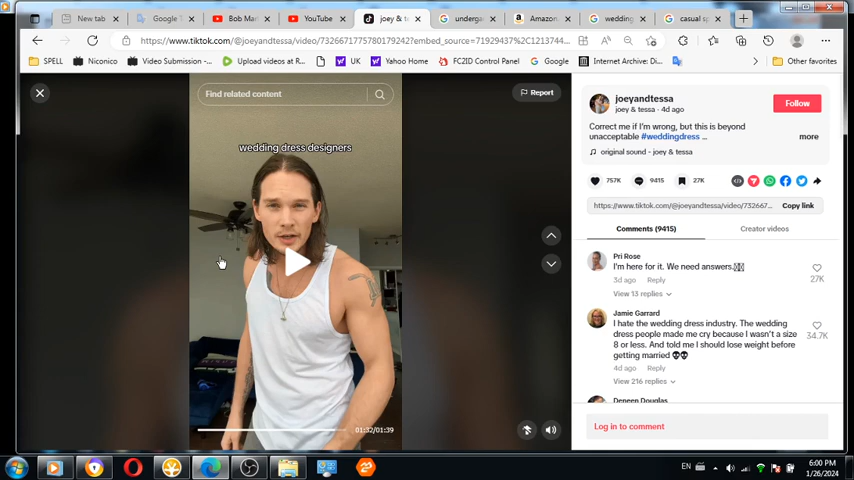 New tab
Google T
Bob Mar
YouTube
joey & t
underga
Amazon.
wedding
casual sp
https://www.tiktok.com/@joeyandtessa/video/7326671775780179242?embed_source=71929437%2C1213744...
SPELL
Niconico
Video Submission -...
Upload videos at R...
UK
Yahoo Home
FC2ID Control Panel
Google
Internet Archive: Di...
Other favorites
Find related content
Report
wedding dress designers
01:32/01:39
joeyandtessa
joey & tessa · 4d ago
Follow
Correct me if I'm wrong, but this is beyond
unacceptable #weddingdress ...
more
original sound - joey & tessa
757K
9415
27K
https://www.tiktok.com/@joeyandtessa/video/732667...
Copy link
Comments (9415)
Creator videos
Pri Rose
I'm here for it. We need answers.
3d ago
Reply
27K
View 13 replies
Jamie Garrard
I hate the wedding dress industry. The wedding
dress people made me cry because I wasn't a size
8 or less. And told me I should lose weight before
getting married
34.7K
4d ago
Reply
View 216 replies
Deneen Douglas
Log in to comment
EN
6:00 PM
1/26/2024